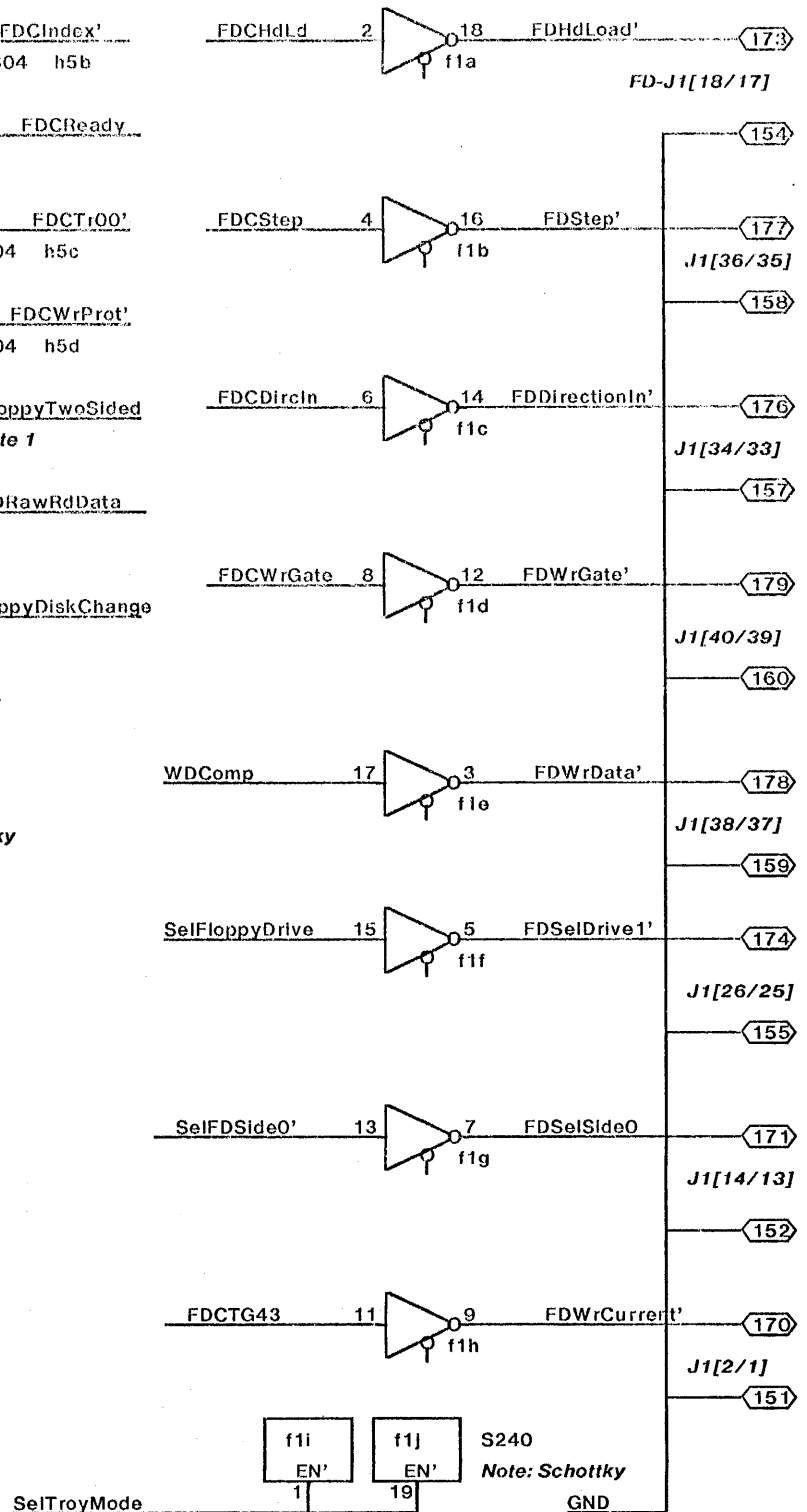 FDCIndex' FDCHdLd 2 18 FDHdLoad' 173
04 h5b f1a
FD-J1[18/17]
FDCReady 154
FDCTr00' FDCStep 4 16 FDStep' 177
04 h5c f1b
J1[36/35]
FDCWrProt' 158
04 h5d
oppyTwoSided FDCDircIn 6 14 FDDirectionIn' 176
te 1 f1c
J1[34/33]
RawRdData 157
FDCWrGate 8 12 FDWrGate' 179
ppyDiskChange f1d
J1[40/39]
160
WDComp 17 3 FDWrData' 178
f1e
ky J1[38/37]
159
SelFloppyDrive 15 5 FDSelDrive1' 174
f1f
J1[26/25]
155
SelFDSide0' 13 7 FDSelSide0 171
f1g
J1[14/13]
152
FDCTG43 11 9 FDWrCurrent' 170
f1h
J1[2/1]
151
f1i f1j S240
EN' EN' Note: Schottky
1 19
SelTroyMode GND